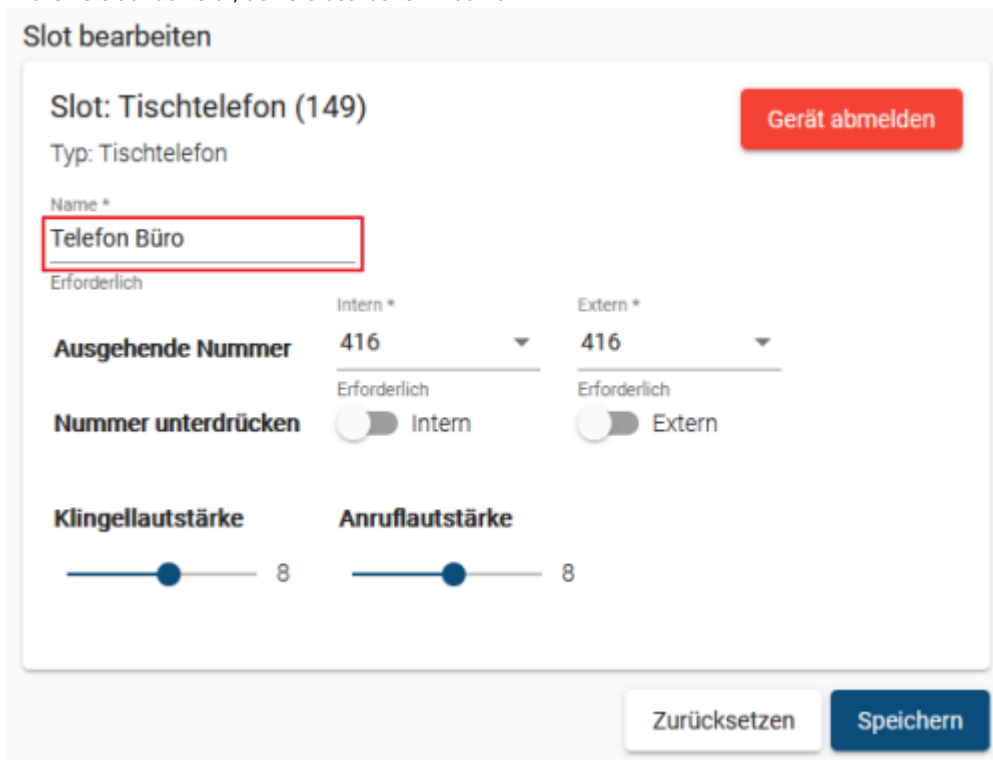 Slot bearbeiten
Slot: Tischtelefon (149)
Gerät abmelden
Typ: Tischtelefon
Name *
Telefon Büro
Erforderlich
Intern *
Extern *
Ausgehende Nummer
416
416
Erforderlich
Erforderlich
Nummer unterdrücken
Intern
Extern
Klingellautstärke
Anruflautstärke
8
8
Zurücksetzen
Speichern